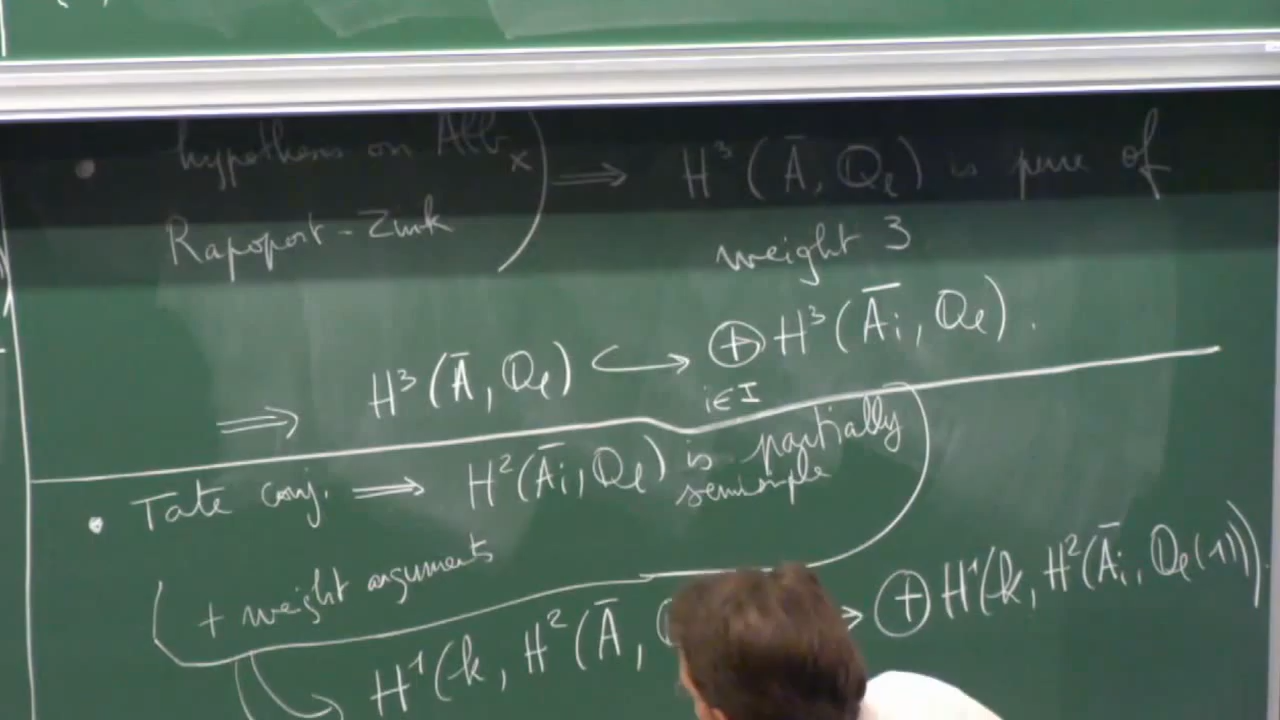 • hypothesis on Alb_X ) ⟹ H³(Ā, ℚ_ℓ) is pure of
Rapoport-Zink weight 3
⟹ H³(Ā, ℚ_ℓ) ↪ ⊕_{i∈I} H³(Ā_i, ℚ_ℓ).
• Tate conj. ⟹ H²(Ā_i, ℚ_ℓ) is partially
semisimple
+ weight arguments
H¹(k, H²(Ā, → ⊕ H¹(k, H²(Ā_i, ℚ_ℓ(1))).